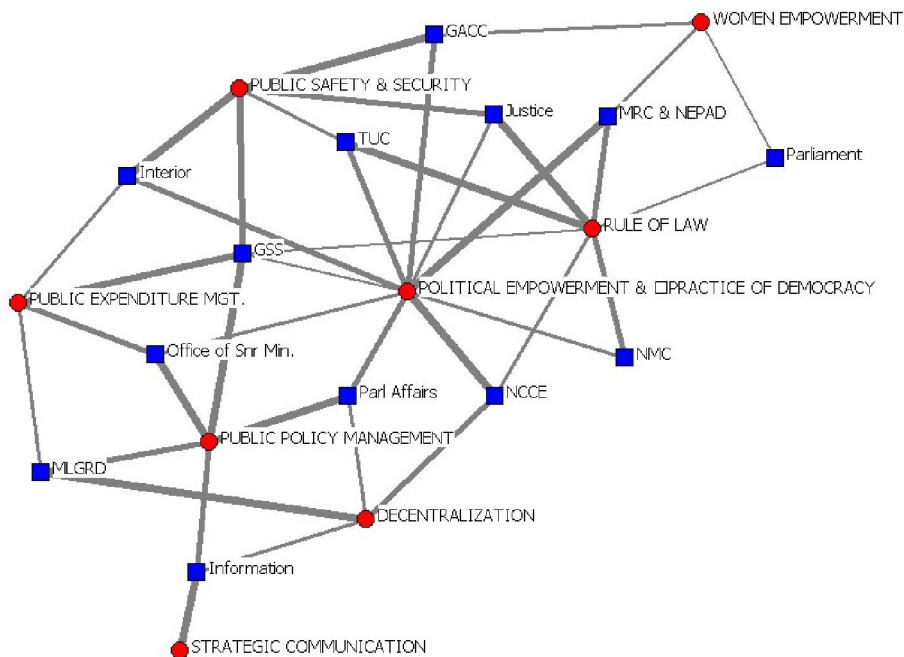 WOMEN EMPOWERMENT
GACC
PUBLIC SAFETY & SECURITY
Justice
MRC & NEPAD
TUC
Parliament
Interior
RULE OF LAW
GSS
POLITICAL EMPOWERMENT & □PRACTICE OF DEMOCRACY
PUBLIC EXPENDITURE MGT.
Office of Snr Min.
NMC
Parl Affairs
NCCE
PUBLIC POLICY MANAGEMENT
MLGRD
DECENTRALIZATION
Information
STRATEGIC COMMUNICATION